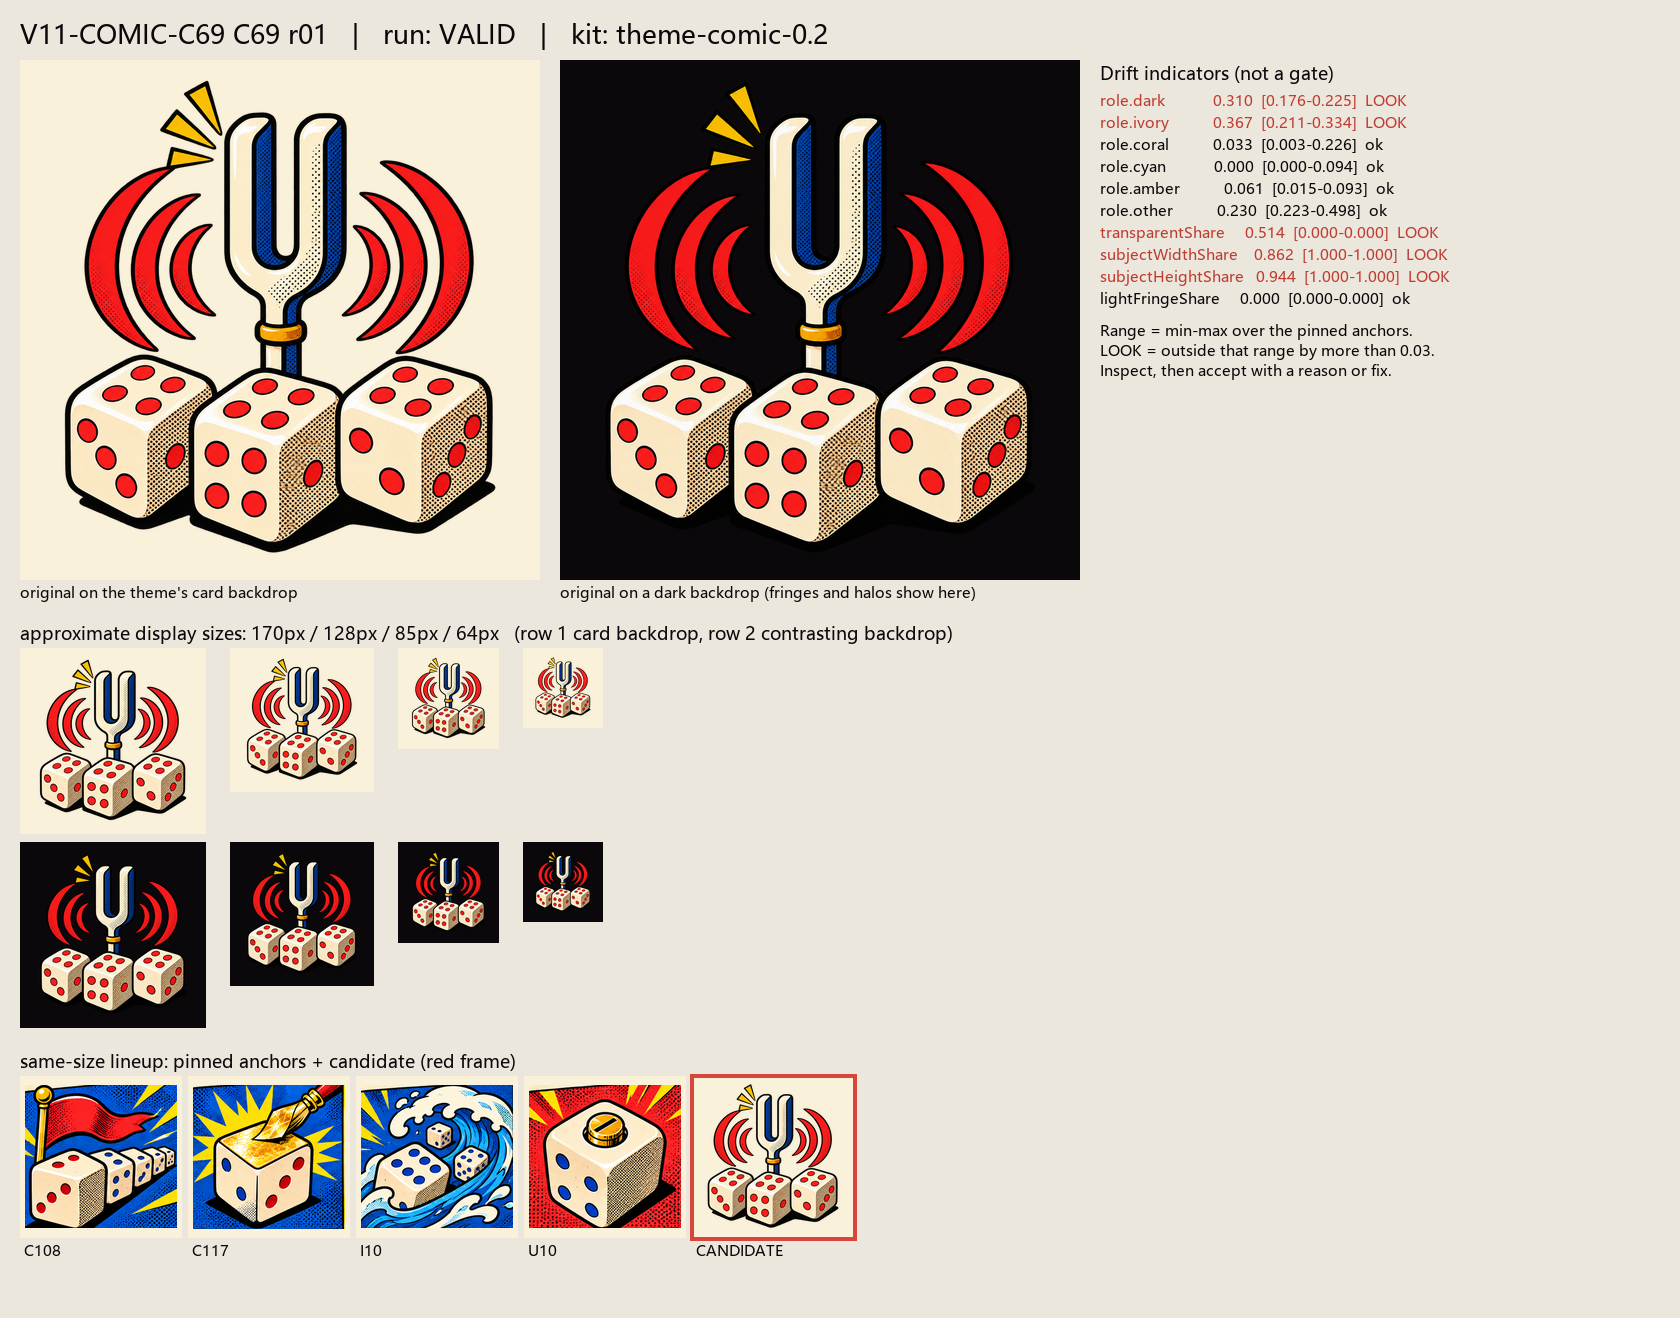 V11-COMIC-C69 C69 r01 | run: VALID | kit: theme-comic-0.2
Drift indicators (not a gate)
role.dark 0.310 [0.176-0.225] LOOK
role.ivory 0.367 [0.211-0.334] LOOK
role.coral 0.033 [0.003-0.226] ok
role.cyan 0.000 [0.000-0.094] ok
role.amber 0.061 [0.015-0.093] ok
role.other 0.230 [0.223-0.498] ok
transparentShare 0.514 [0.000-0.000] LOOK
subjectWidthShare 0.862 [1.000-1.000] LOOK
subjectHeightShare 0.944 [1.000-1.000] LOOK
lightFringeShare 0.000 [0.000-0.000] ok
Range = min-max over the pinned anchors.
LOOK = outside that range by more than 0.03.
Inspect, then accept with a reason or fix.
original on the theme's card backdrop
original on a dark backdrop (fringes and halos show here)
approximate display sizes: 170px / 128px / 85px / 64px (row 1 card backdrop, row 2 contrasting backdrop)
same-size lineup: pinned anchors + candidate (red frame)
C108
C117
I10
U10
CANDIDATE